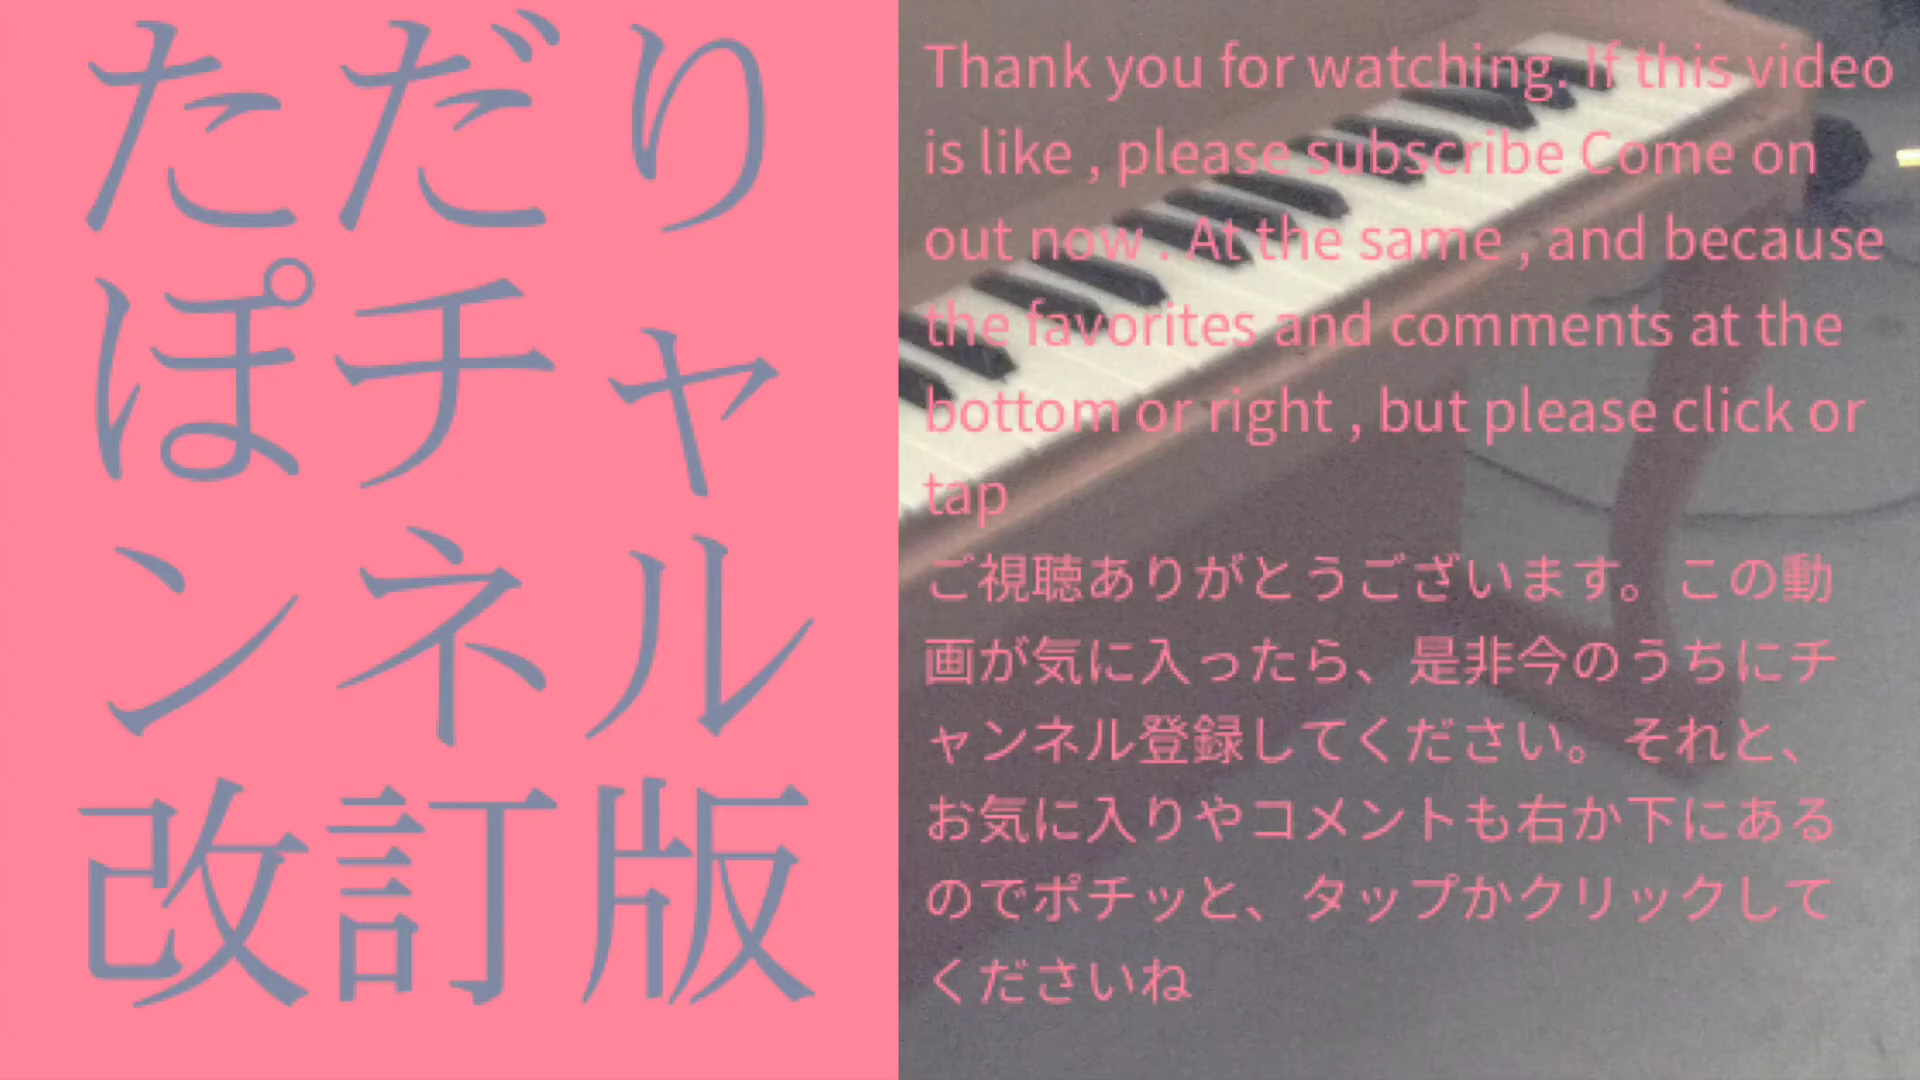 ただり
ぽチャ
ンネル
改訂版
Thank you for watching. If this video
is like , please subscribe Come on
out now . At the same , and because
the favorites and comments at the
bottom or right , but please click or
tap
ご視聴ありがとうございます。この動
画が気に入ったら、是非今のうちにチ
ャンネル登録してください。それと、
お気に入りやコメントも右か下にある
のでポチッと、タップかクリックして
くださいね